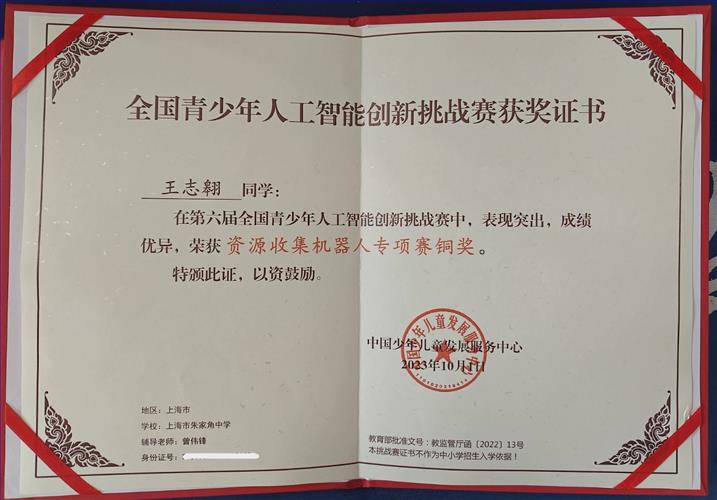 全国青少年人工智能创新挑战赛获奖证书
王志翱 同学：
在第六届全国青少年人工智能创新挑战赛中，表现突出，成绩
优异，荣获 资源收集机器人专项赛铜奖 。
特颁此证，以资鼓励。
中国少年儿童发展服务中心
2023年10月1日
地区：上海市
学校：上海市朱家角中学
辅导老师：曾伟锋
身份证号：
教育部批准文号：教监管厅函〔2022〕13号
本挑战赛证书不作为中小学招生入学依据！